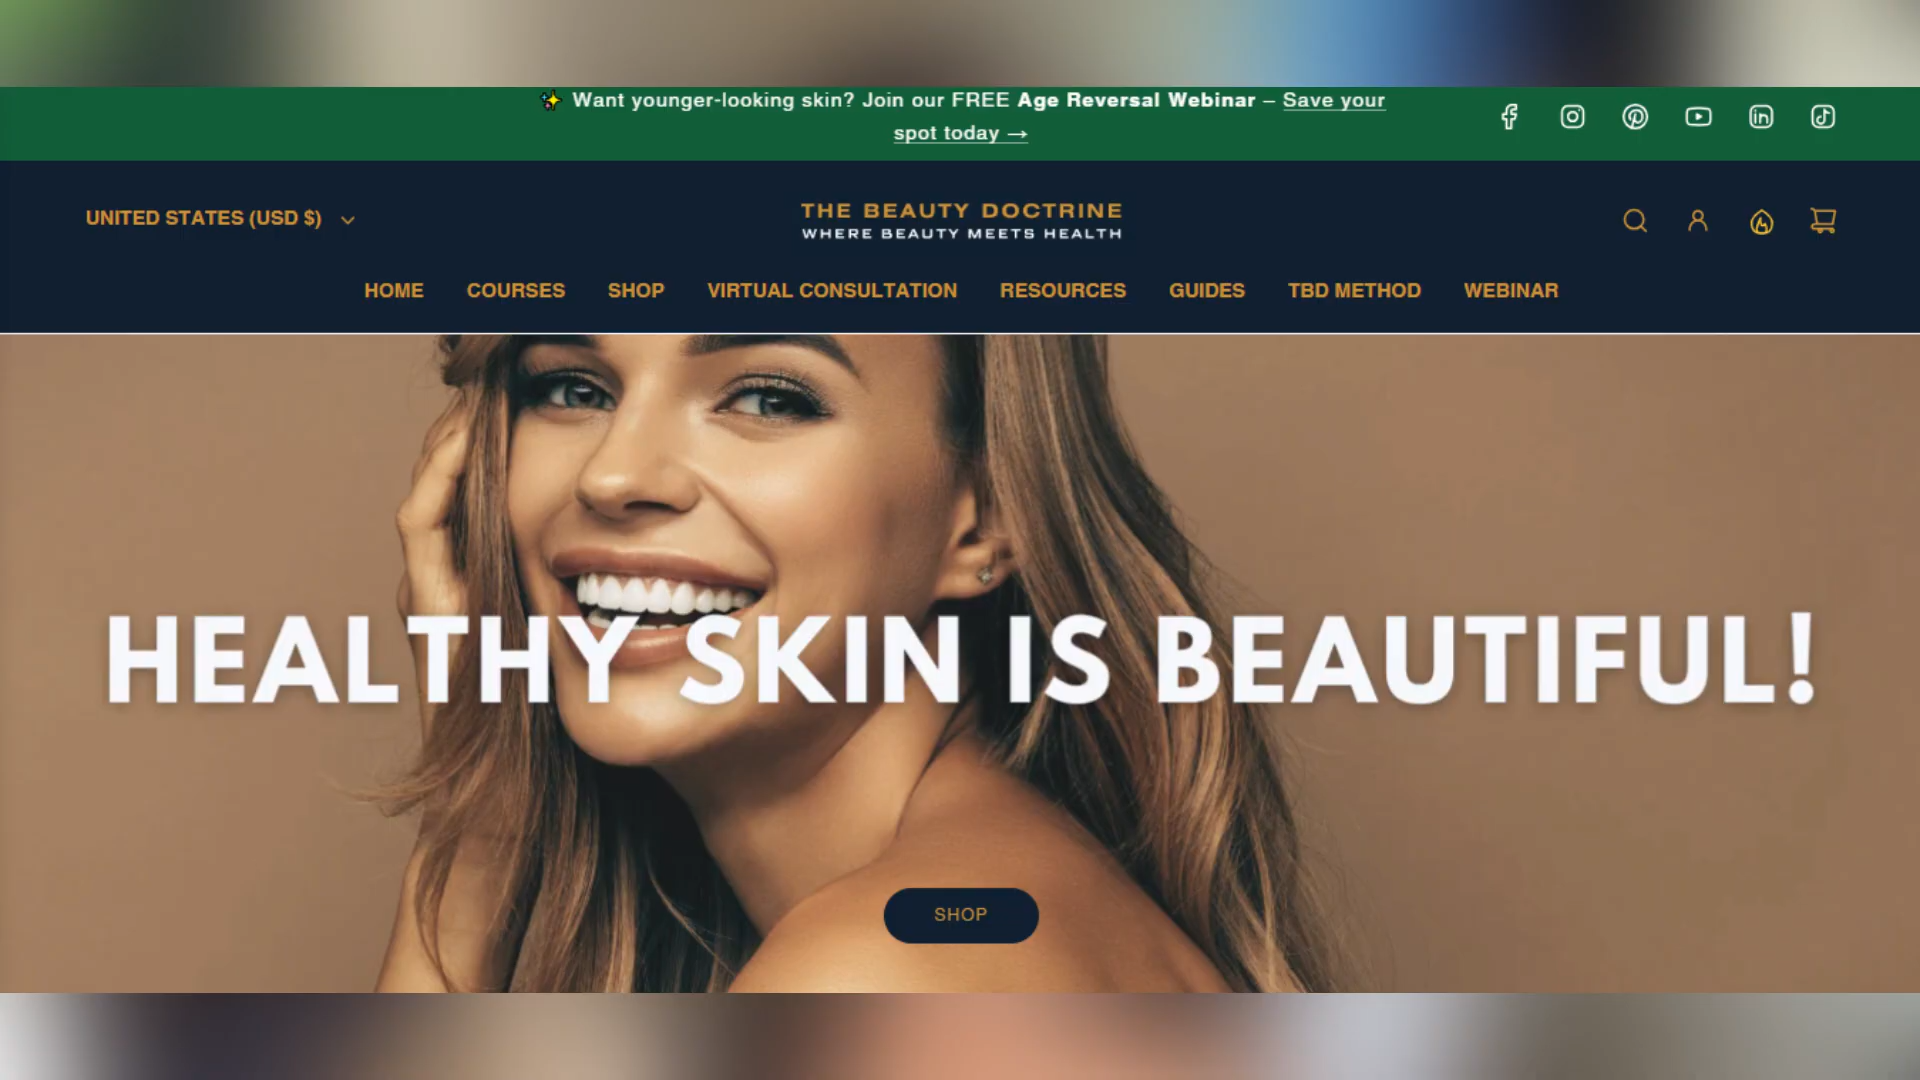 ✨ Want younger-looking skin? Join our FREE Age Reversal Webinar – Save your
spot today →
UNITED STATES (USD $)
THE BEAUTY DOCTRINE
WHERE BEAUTY MEETS HEALTH
HOME COURSES SHOP VIRTUAL CONSULTATION RESOURCES GUIDES TBD METHOD WEBINAR
HEALTHY SKIN IS BEAUTIFUL!
SHOP